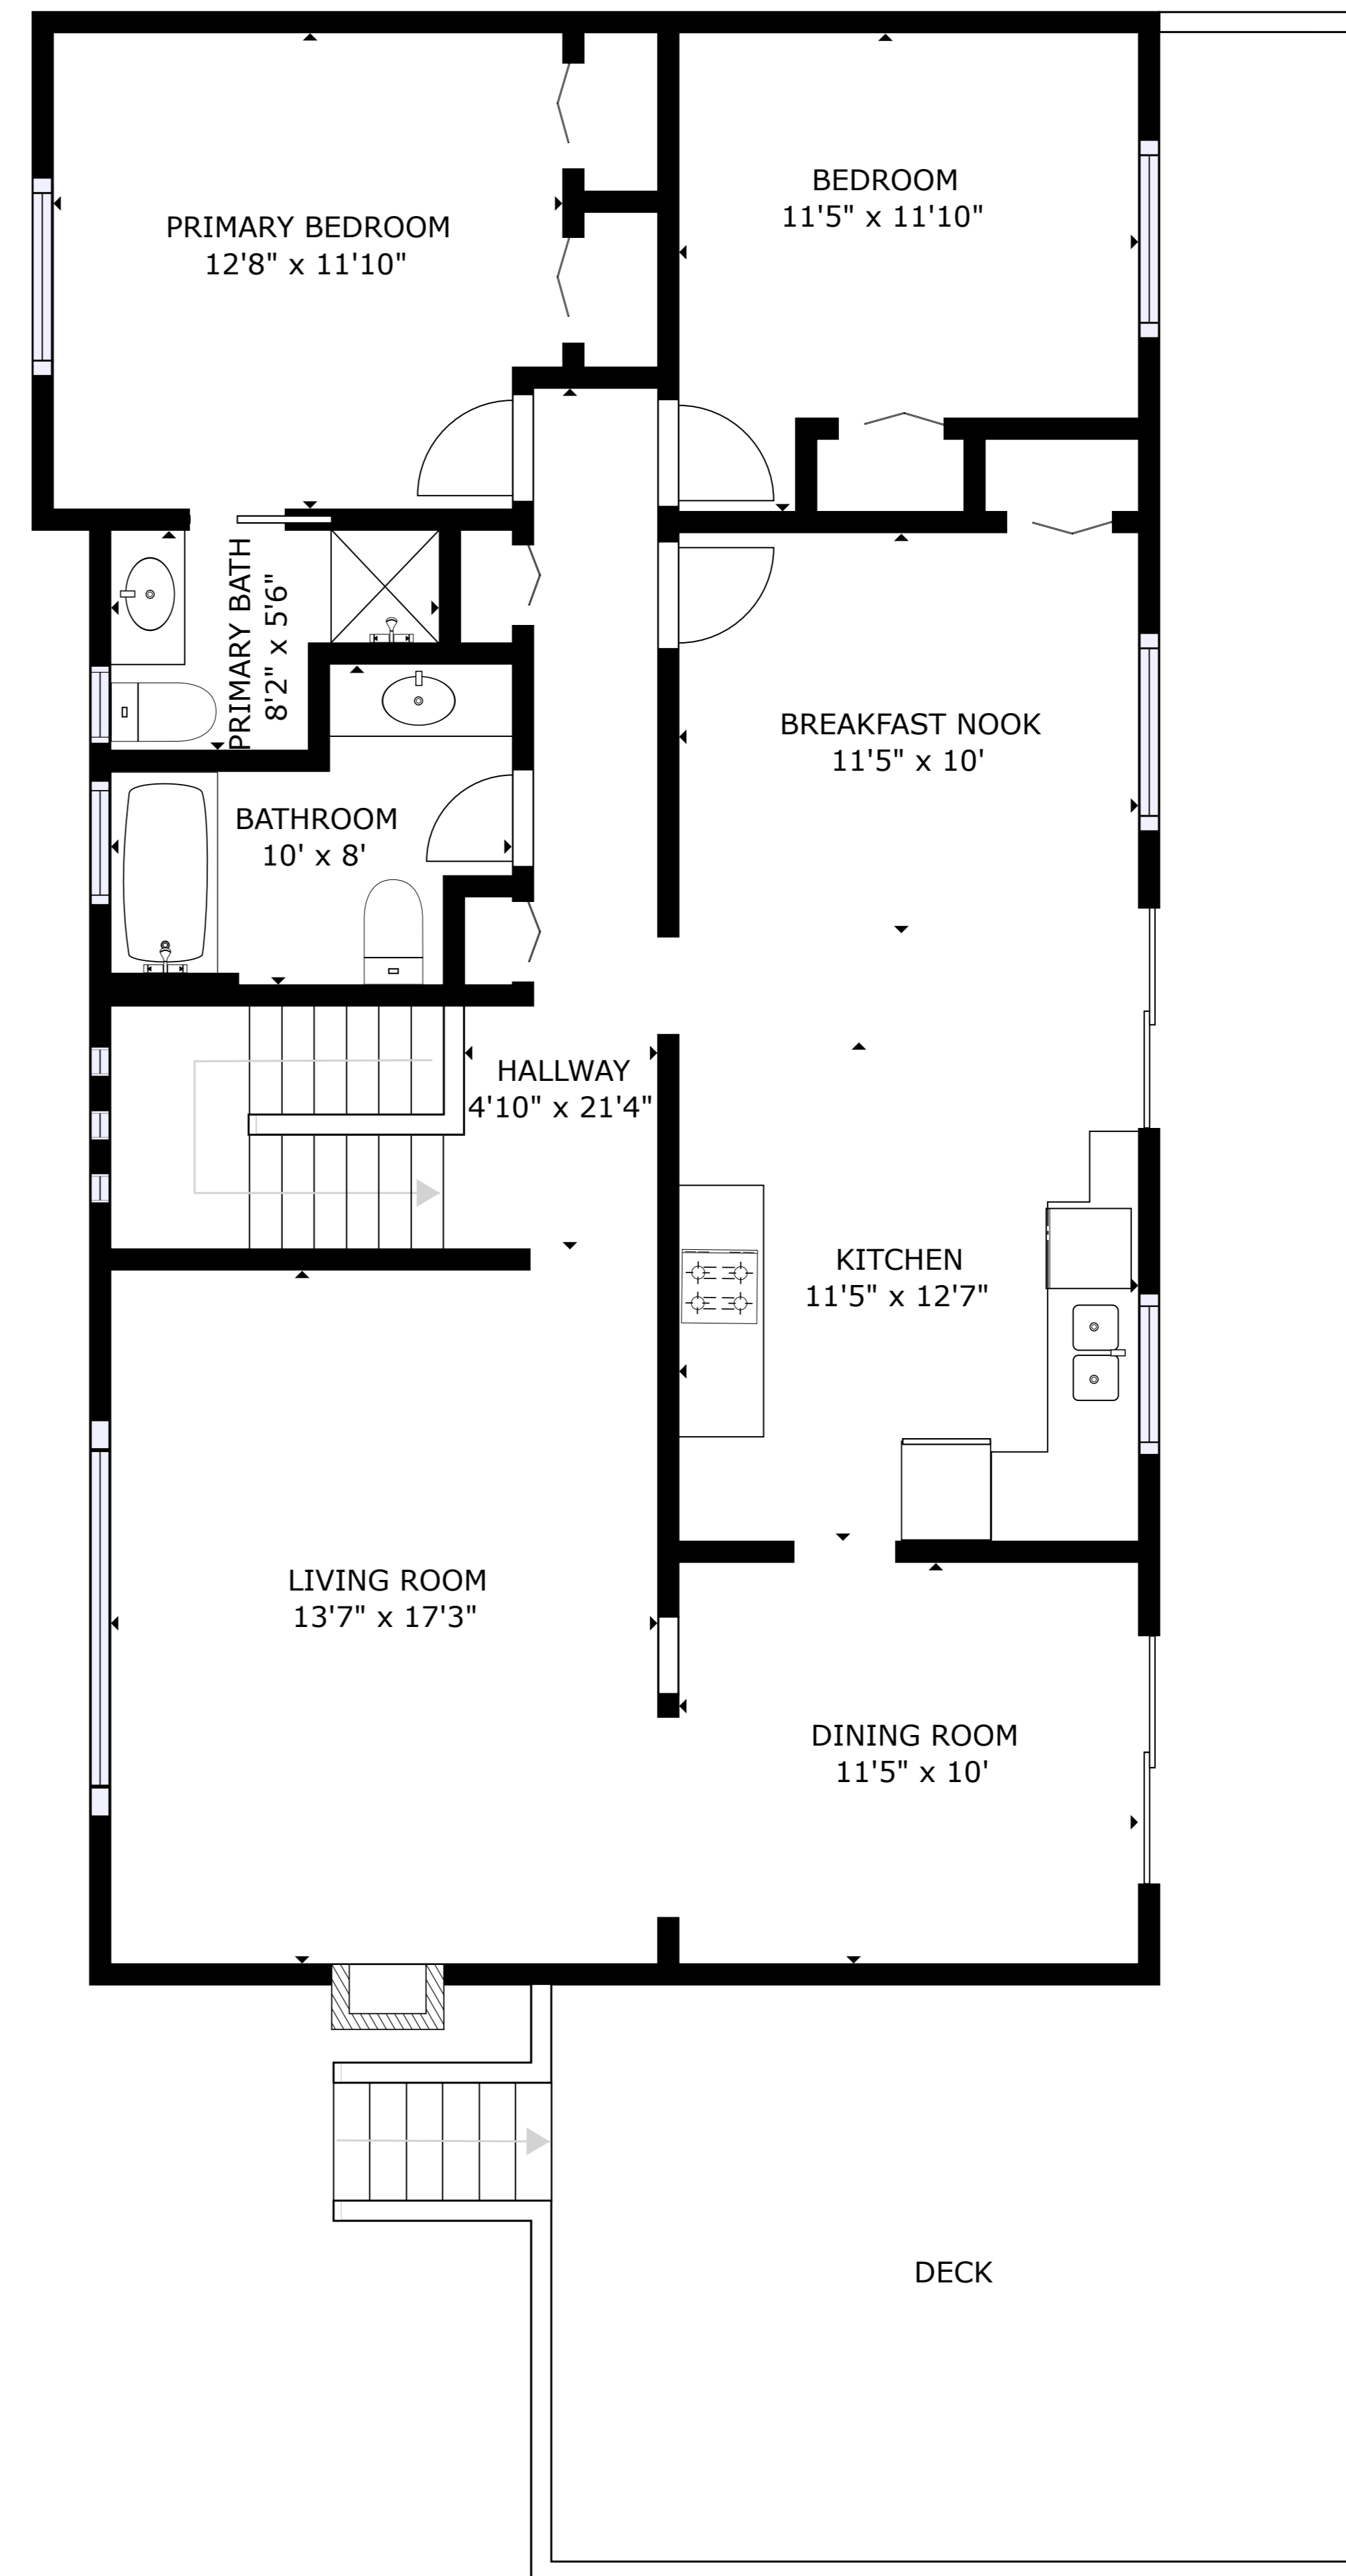 PRIMARY BEDROOM
12'8" x 11'10"
BEDROOM
11'5" x 11'10"
PRIMARY BATH
8'2" x 5'6"
BREAKFAST NOOK
11'5" x 10'
BATHROOM
10' x 8'
HALLWAY
4'10" x 21'4"
KITCHEN
11'5" x 12'7"
LIVING ROOM
13'7" x 17'3"
DINING ROOM
11'5" x 10'
DECK